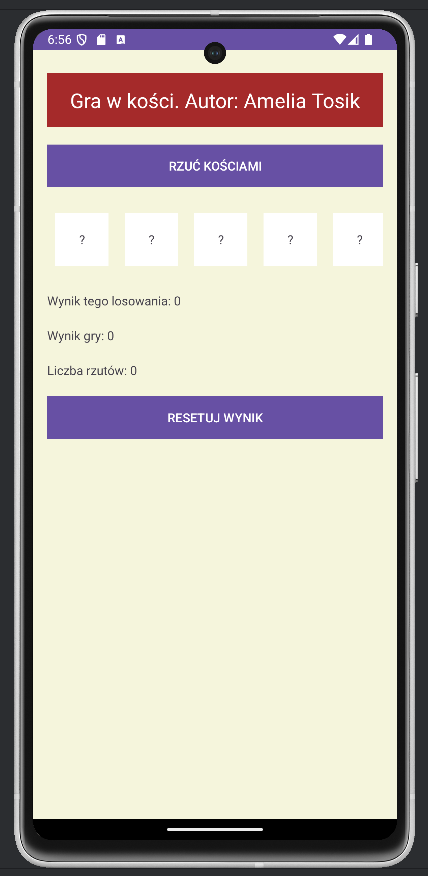 6:56
Gra w kości. Autor: Amelia Tosik
RZUĆ KOŚCIAMI
? ? ? ? ?
Wynik tego losowania: 0
Wynik gry: 0
Liczba rzutów: 0
RESETUJ WYNIK